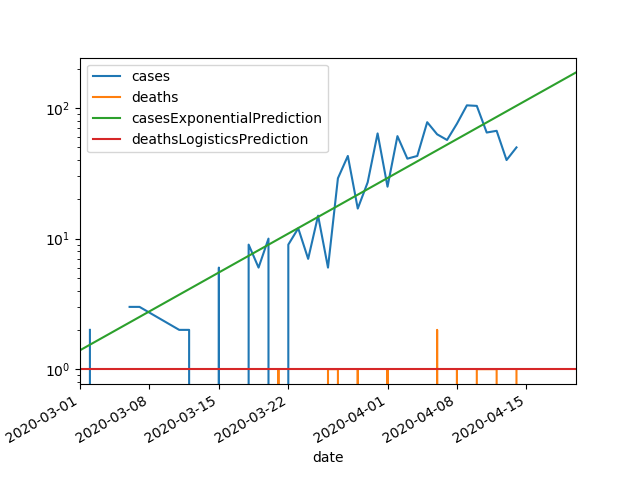 cases
deaths
casesExponentialPrediction
deathsLogisticsPrediction
10²
10¹
10⁰
2020-03-01
2020-03-08
2020-03-15
2020-03-22
2020-04-01
2020-04-08
2020-04-15
date